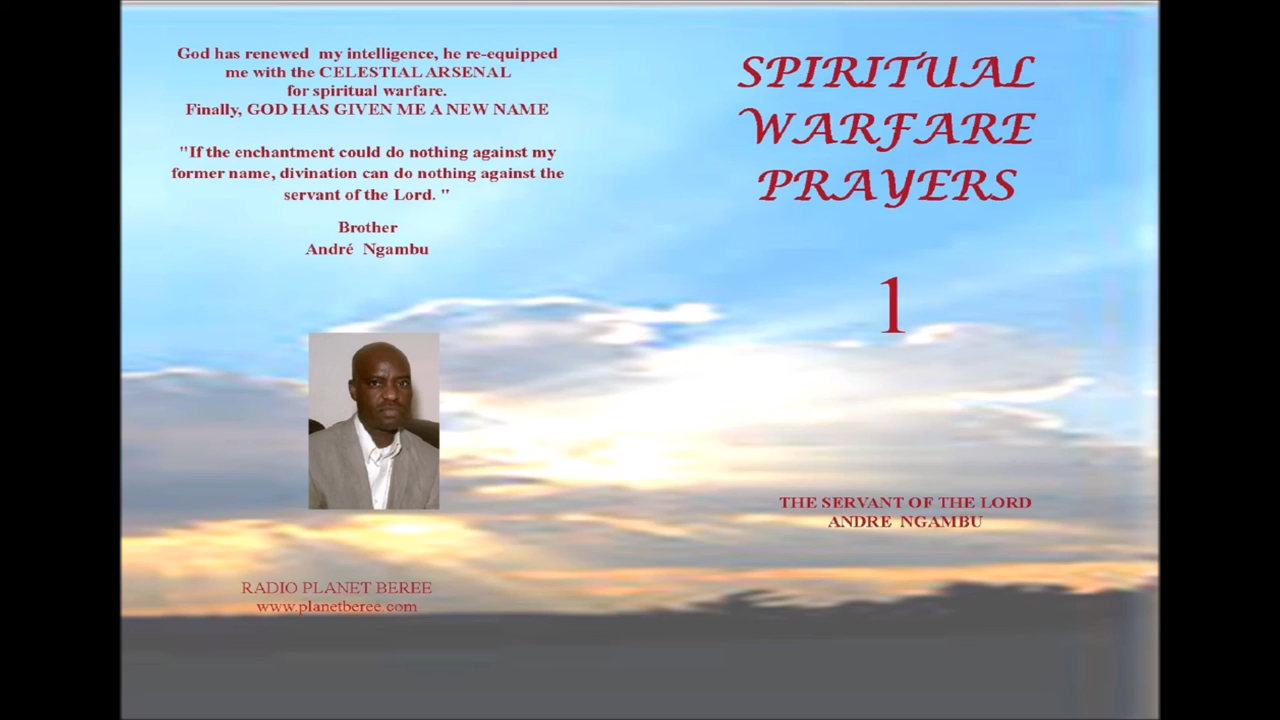 God has renewed my intelligence, he re-equipped
me with the CELESTIAL ARSENAL
for spiritual warfare.
Finally, GOD HAS GIVEN ME A NEW NAME
"If the enchantment could do nothing against my
former name, divination can do nothing against the
servant of the Lord. "
Brother
André Ngambu
RADIO PLANET BEREE
www.planetberee.com
SPIRITUAL
WARFARE
PRAYERS
1
THE SERVANT OF THE LORD
ANDRE NGAMBU